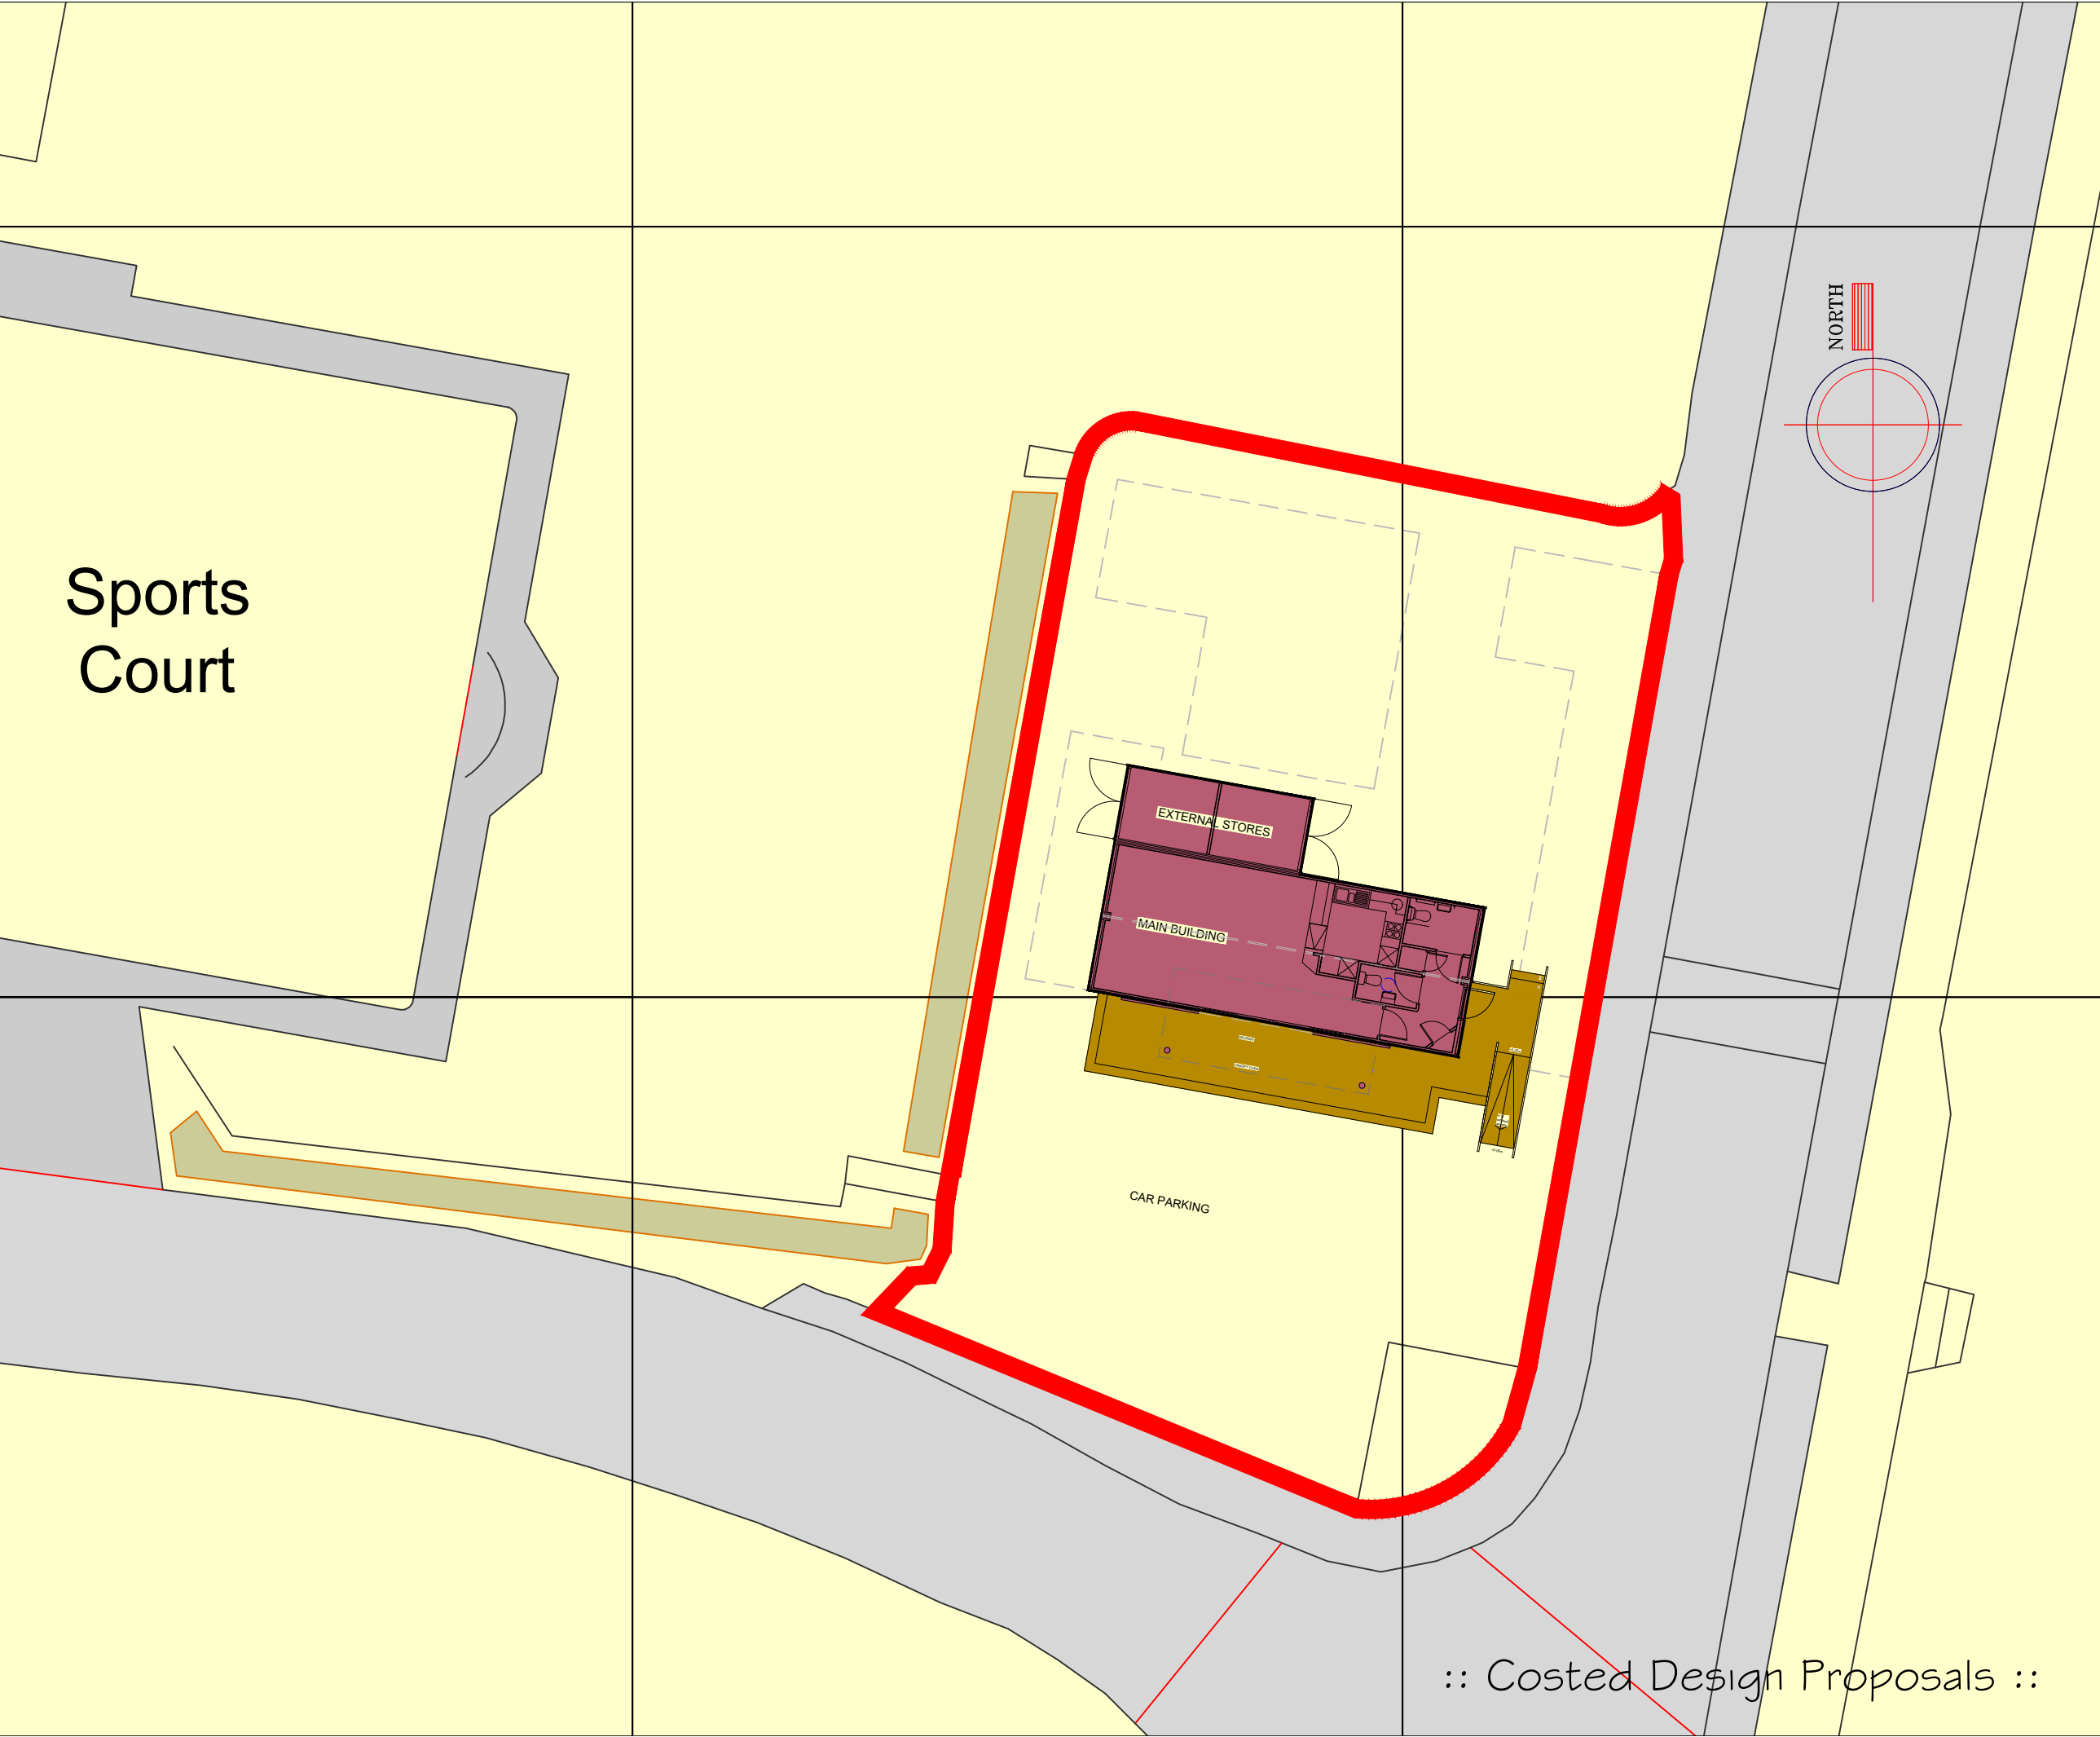 NORTH
Sports
Court
EXTERNAL STORES
MAIN BUILDING
CAR PARKING
:: Costed Design Proposals ::